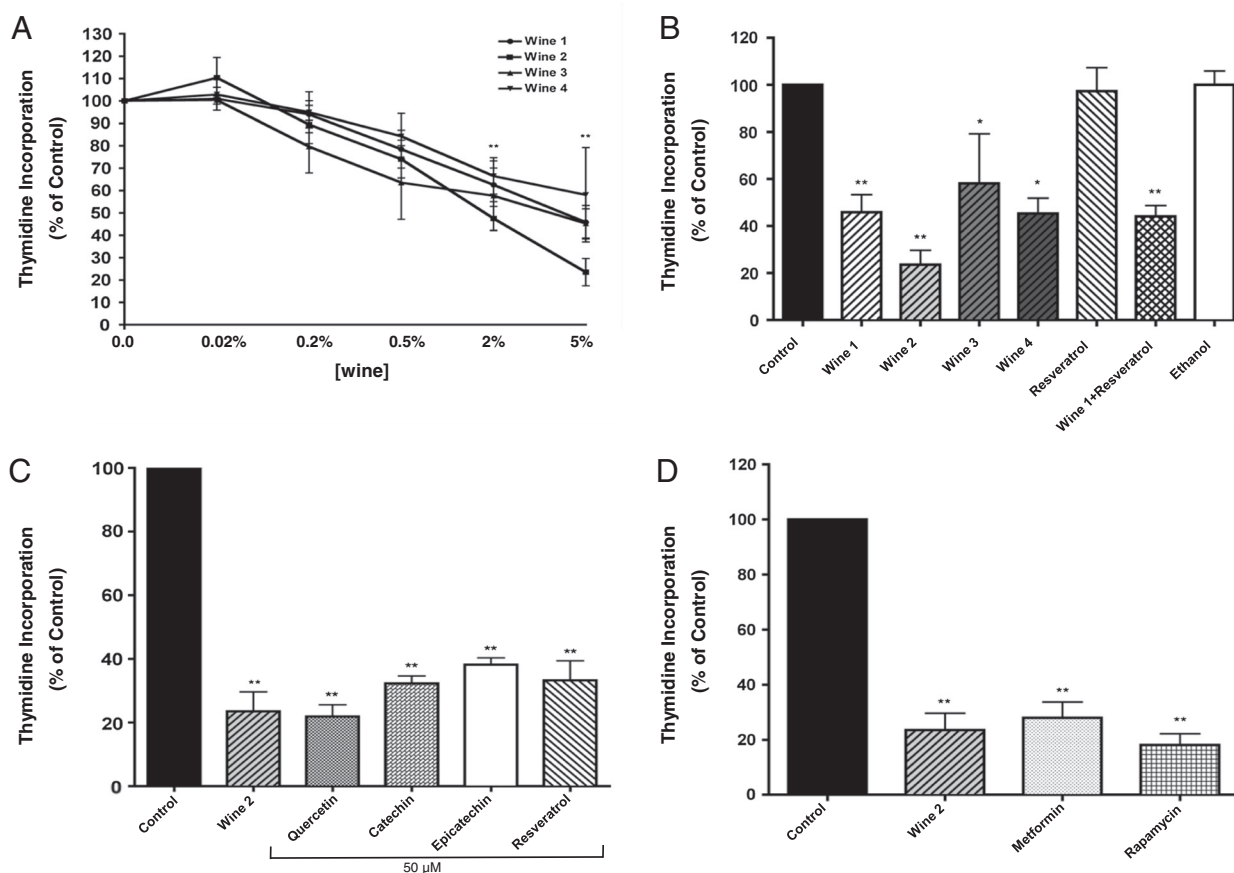 A
Thymidine Incorporation
(% of Control)
130
120
110
100
90
80
70
60
50
40
30
20
10
0
Wine 1
Wine 2
Wine 3
Wine 4
**
**
0.0
0.02%
0.2%
0.5%
2%
5%
[wine]
B
Thymidine Incorporation
(% of Control)
120
100
80
60
40
20
0
**
**
*
*
**
Control
Wine 1
Wine 2
Wine 3
Wine 4
Resveratrol
Wine 1+Resveratrol
Ethanol
C
Thymidine Incorporation
(% of Control)
100
80
60
40
20
0
**
**
**
**
**
Control
Wine 2
Quercetin
Catechin
Epicatechin
Resveratrol
50 µM
D
Thymidine Incorporation
(% of Control)
120
100
80
60
40
20
0
**
**
**
Control
Wine 2
Metformin
Rapamycin